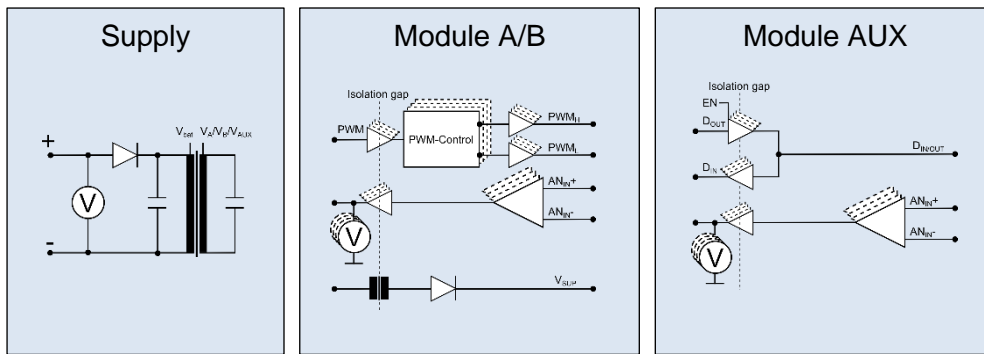 Supply
V_bat V_A/V_B/V_AUX
+
V
-
Module A/B
Isolation gap
PWM
PWM-Control
PWM_H
PWM_L
AN_IN+
AN_IN-
V
V_SUP
Module AUX
Isolation gap
EN
D_OUT
D_IN/OUT
D_IN
AN_IN+
AN_IN-
V